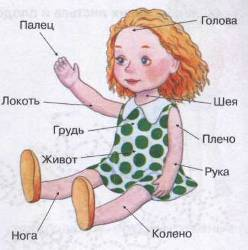 Голова
Палец
Локоть
Шея
Грудь
Плечо
Живот
Рука
Нога
Колено